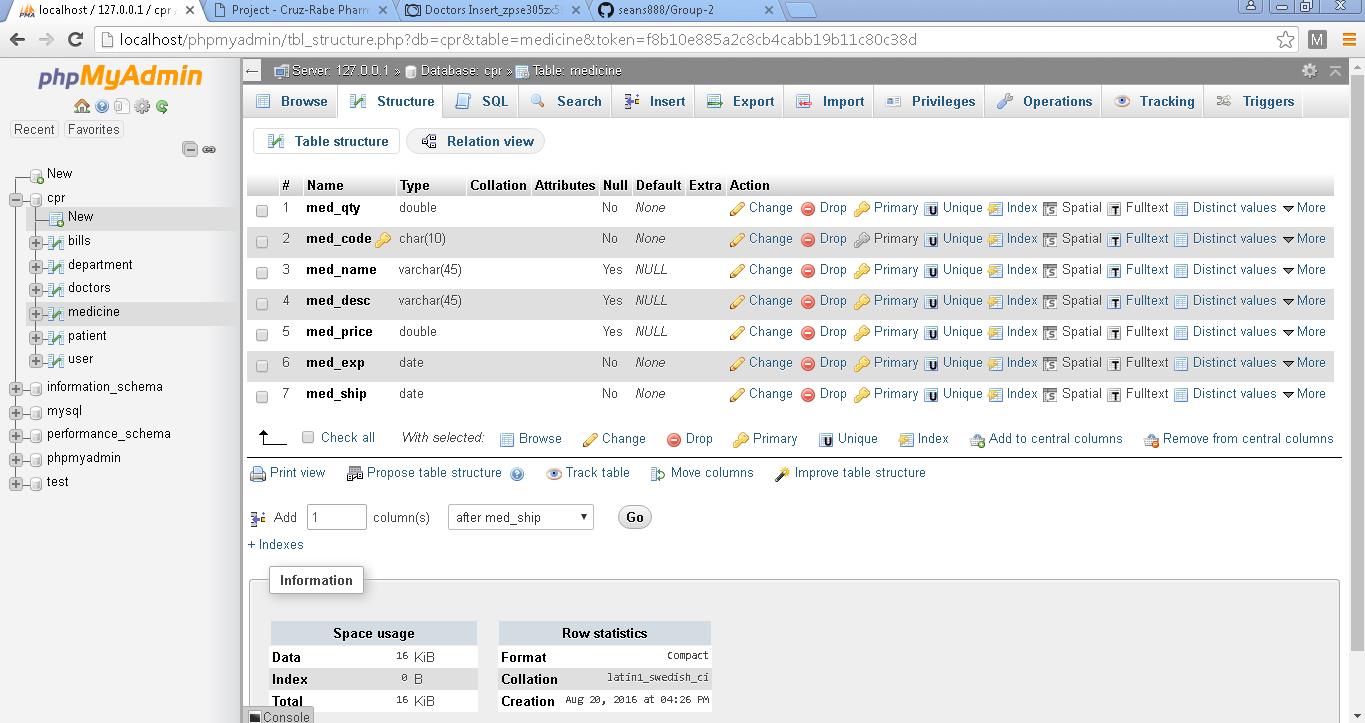 localhost / 127.0.0.1 / cpr
Project - Cruz-Rabe Pharm
Doctors Insert_zpse305zx5
seans888/Group-2
localhost/phpmyadmin/tbl_structure.php?db=cpr&table=medicine&token=f8b10e885a2c8cb4cabb19b11c80c38d
M
phpMyAdmin
Recent Favorites
New
cpr
New
bills
department
doctors
medicine
patient
user
information_schema
mysql
performance_schema
phpmyadmin
test
Server: 127.0.0.1 » Database: cpr » Table: medicine
Browse Structure SQL Search Insert Export Import Privileges Operations Tracking Triggers
Table structure Relation view
# Name Type Collation Attributes Null Default Extra Action
1 med_qty double No None Change Drop Primary Unique Index Spatial Fulltext Distinct values More
2 med_code char(10) No None Change Drop Primary Unique Index Spatial Fulltext Distinct values More
3 med_name varchar(45) Yes NULL Change Drop Primary Unique Index Spatial Fulltext Distinct values More
4 med_desc varchar(45) Yes NULL Change Drop Primary Unique Index Spatial Fulltext Distinct values More
5 med_price double Yes NULL Change Drop Primary Unique Index Spatial Fulltext Distinct values More
6 med_exp date No None Change Drop Primary Unique Index Spatial Fulltext Distinct values More
7 med_ship date No None Change Drop Primary Unique Index Spatial Fulltext Distinct values More
Check all With selected: Browse Change Drop Primary Unique Index Add to central columns Remove from central columns
Print view Propose table structure Track table Move columns Improve table structure
Add 1 column(s) after med_ship Go
+ Indexes
Information
Space usage
Data 16 KiB
Index 0 B
Total 16 KiB
Row statistics
Format Compact
Collation latin1_swedish_ci
Creation Aug 20, 2016 at 04:26 PM
Console